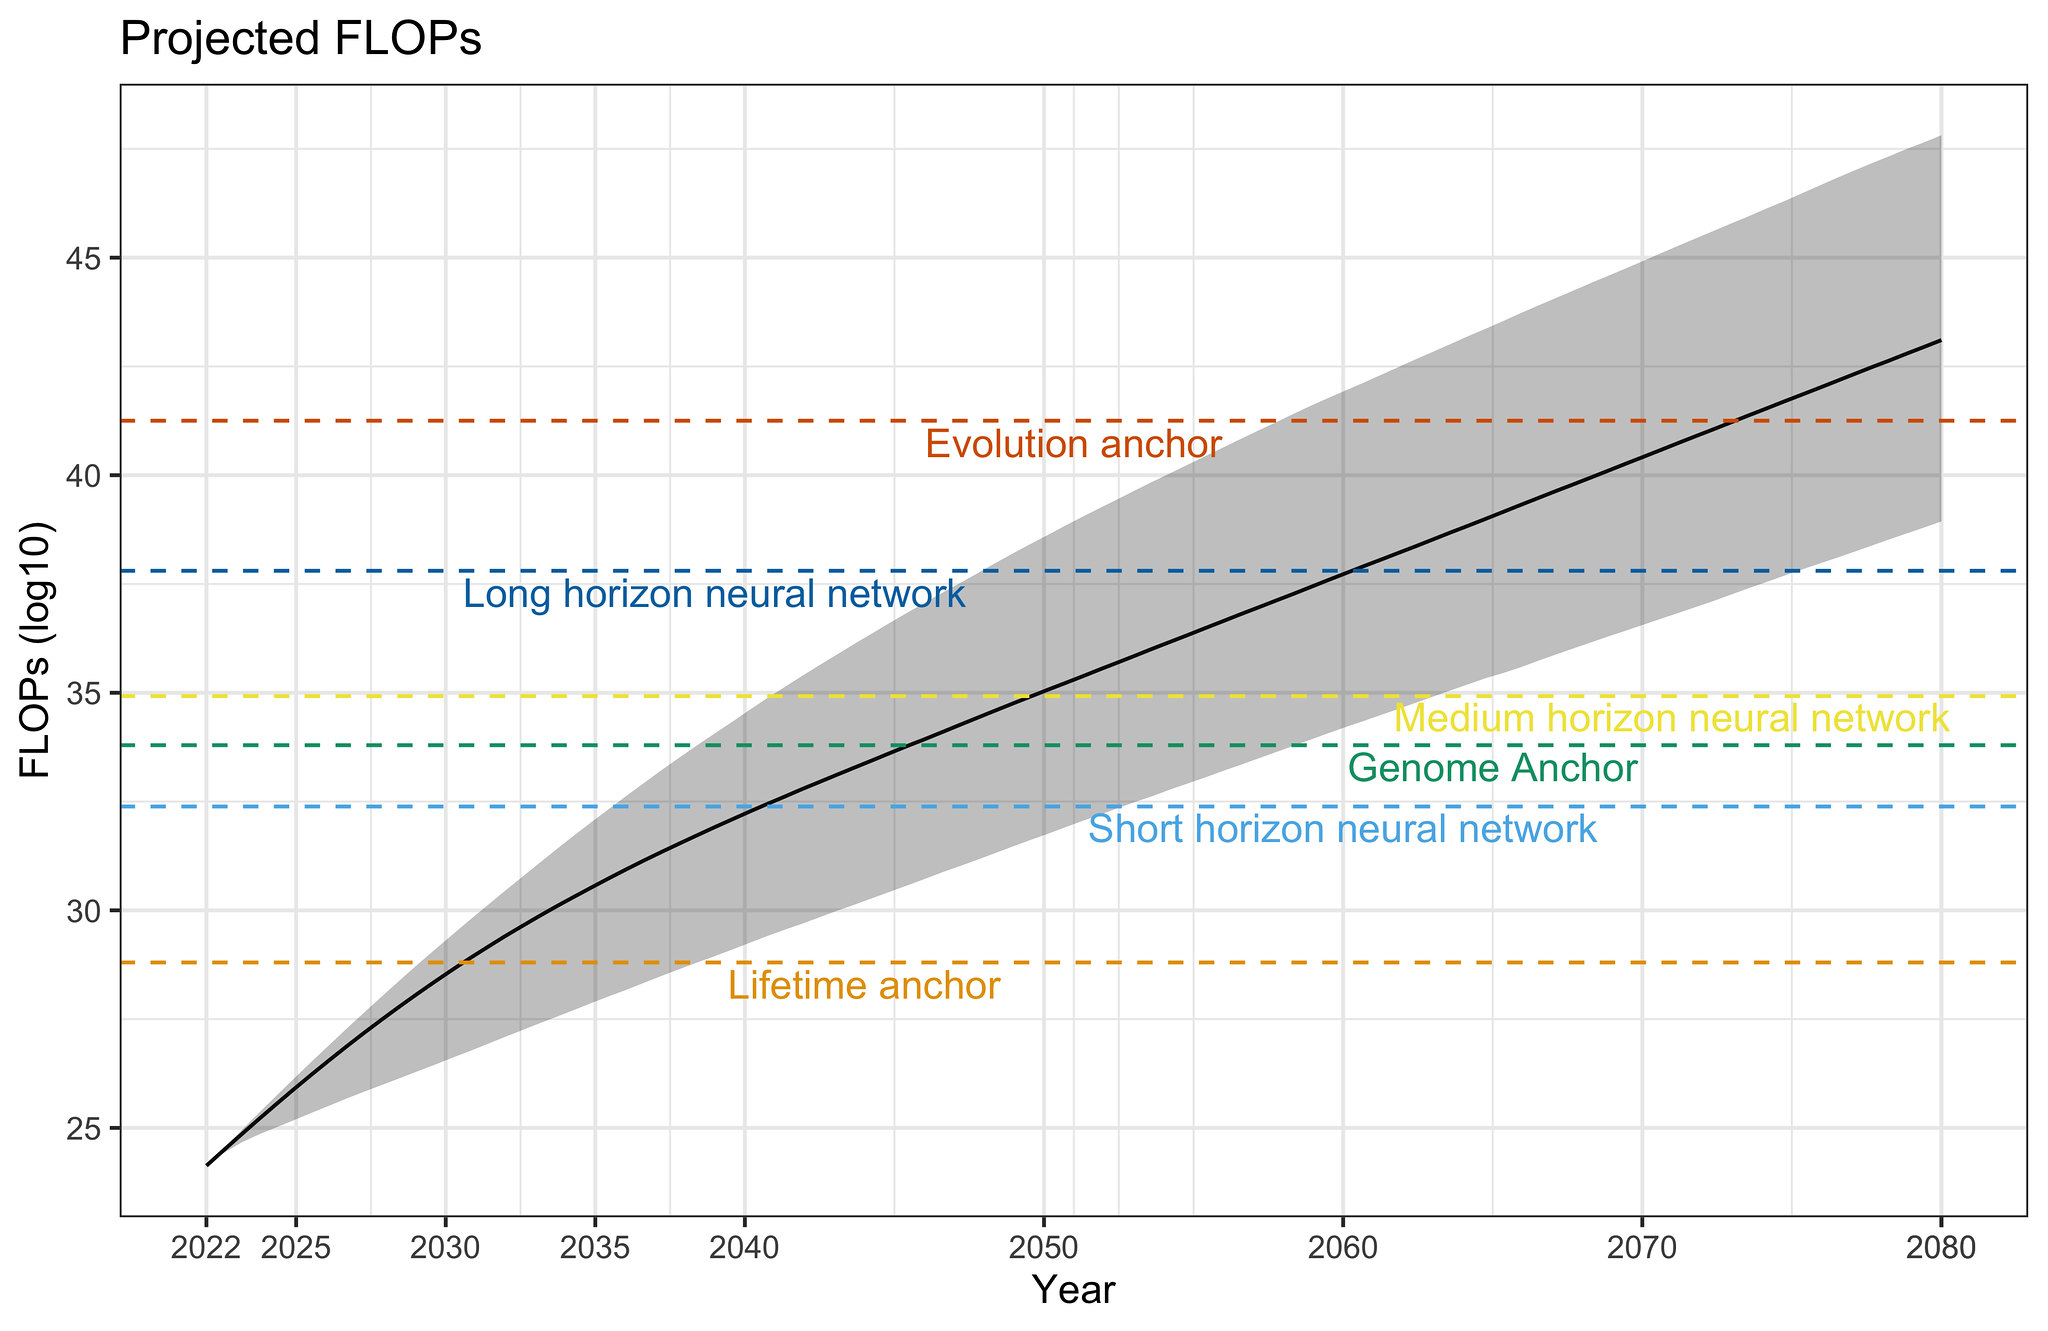 Projected FLOPs
FLOPs (log10)
45
40
35
30
25
Evolution anchor
Long horizon neural network
Medium horizon neural network
Genome Anchor
Short horizon neural network
Lifetime anchor
2022 2025 2030 2035 2040 2050 2060 2070 2080
Year